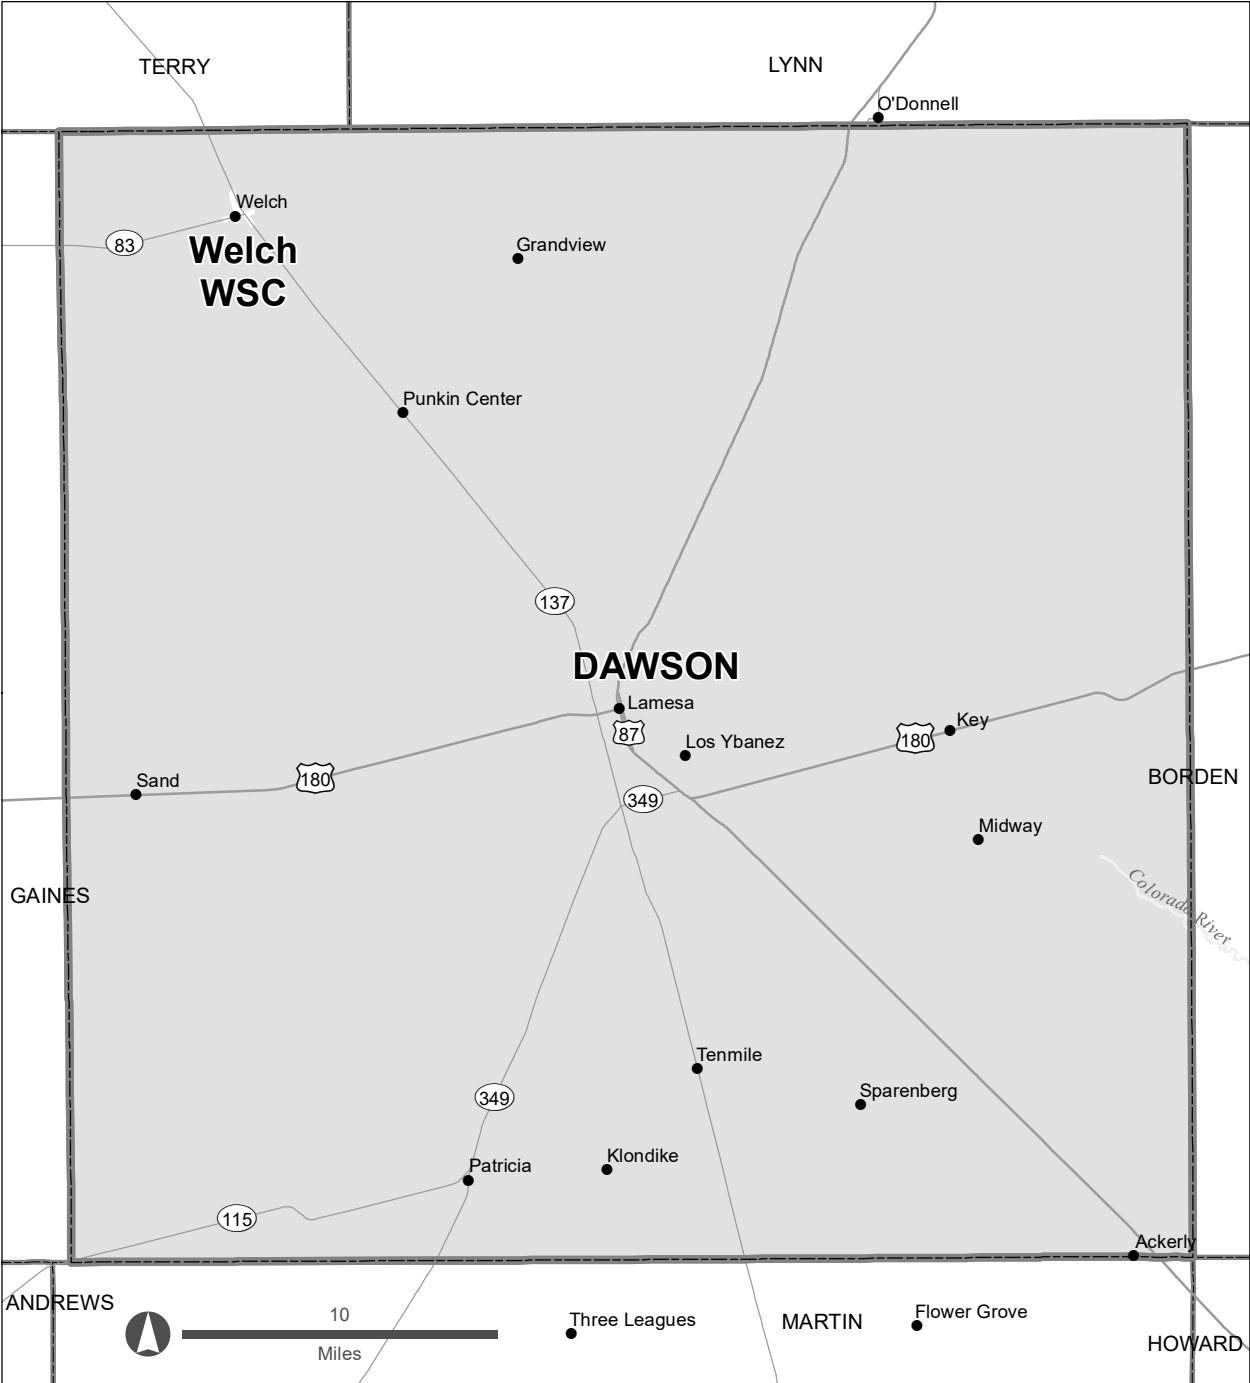 TERRY
LYNN
O'Donnell
Welch
83
Welch
WSC
Grandview
Punkin Center
137
DAWSON
Lamesa
87
Los Ybanez
180
Key
Sand
180
349
BORDEN
Midway
GAINES
Colorado River
Tenmile
Sparenberg
349
Klondike
Patricia
115
Ackerly
ANDREWS
10
Miles
Three Leagues
MARTIN
Flower Grove
HOWARD